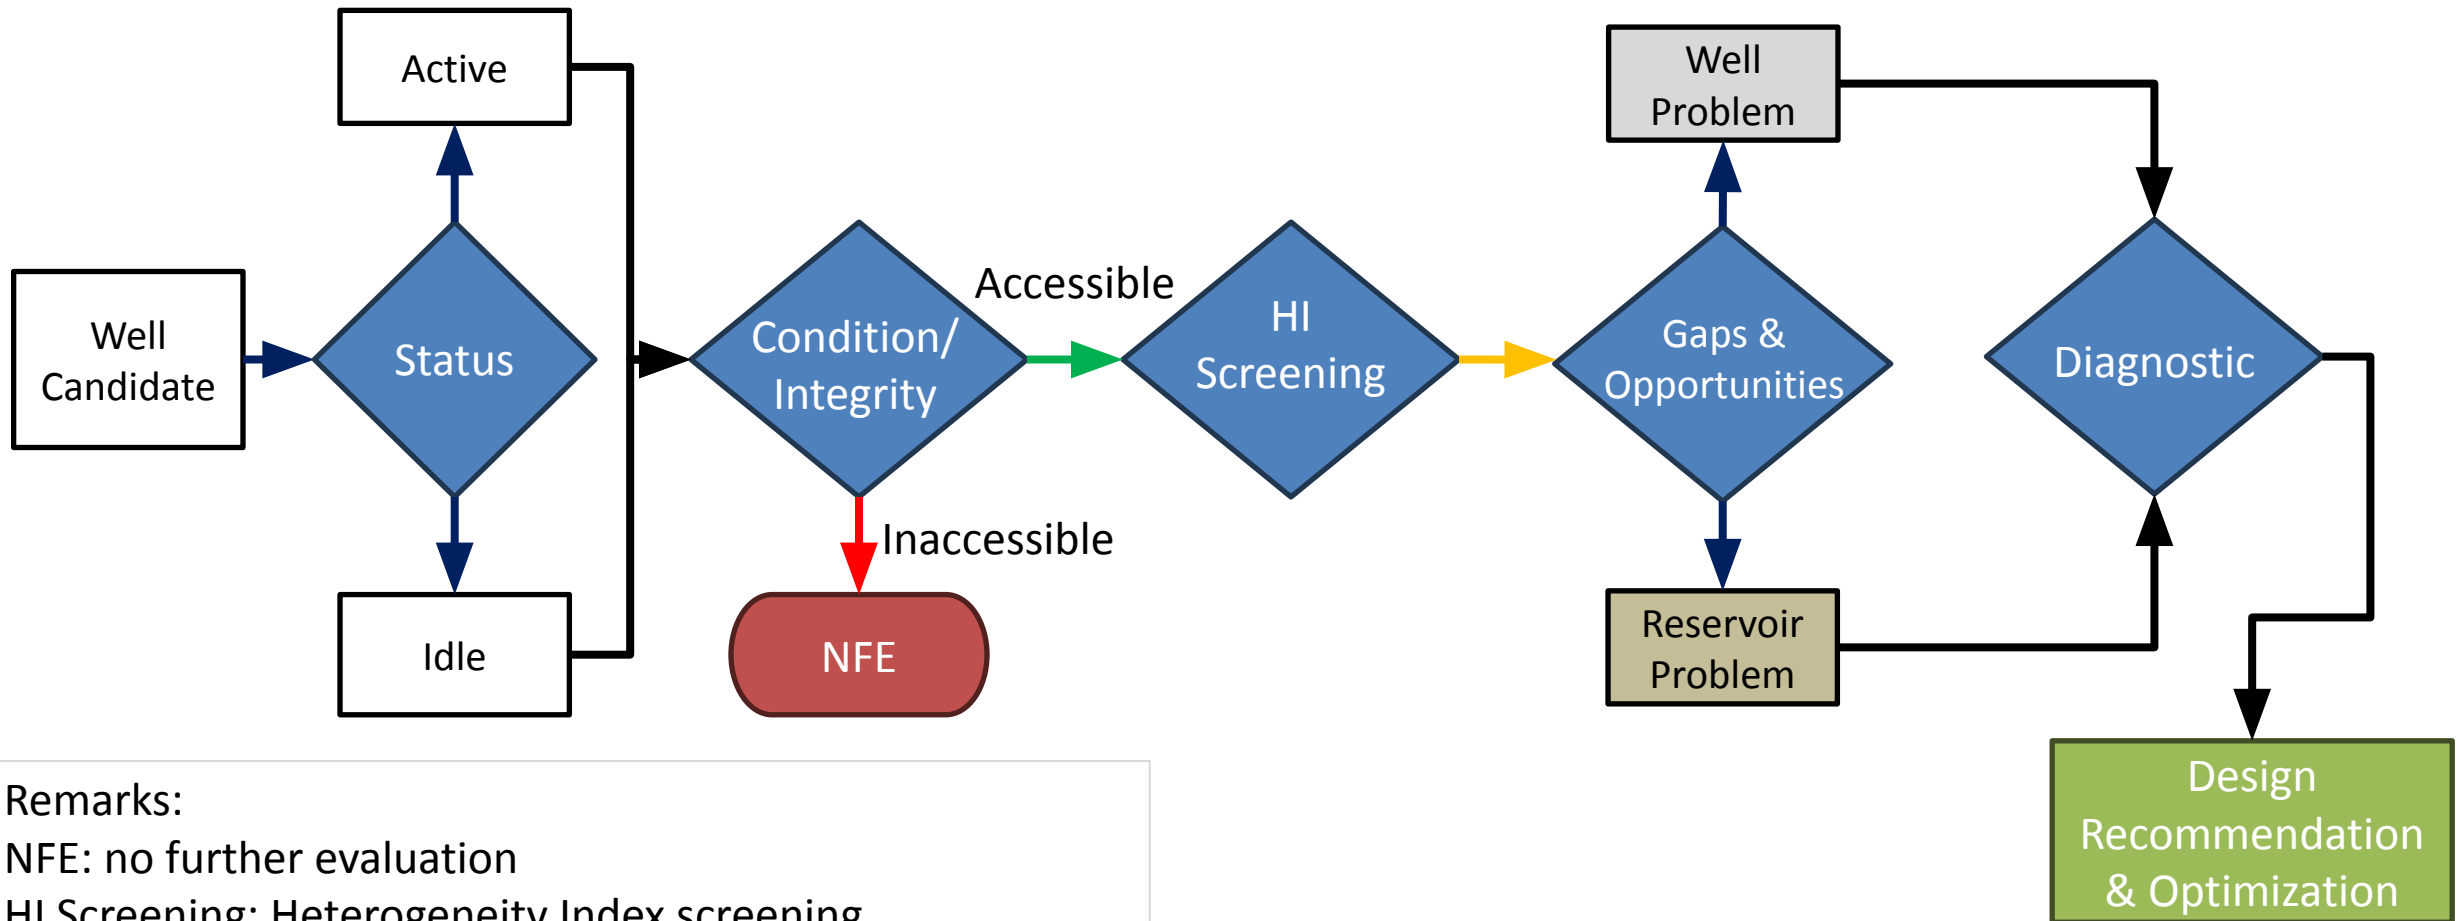 Active
Well
Candidate
Status
Idle
Condition/
Integrity
Accessible
Inaccessible
NFE
HI
Screening
Gaps &
Opportunities
Well
Problem
Reservoir
Problem
Diagnostic
Design
Recommendation
& Optimization
Remarks:
NFE: no further evaluation
HI Screening: Heterogeneity Index screening